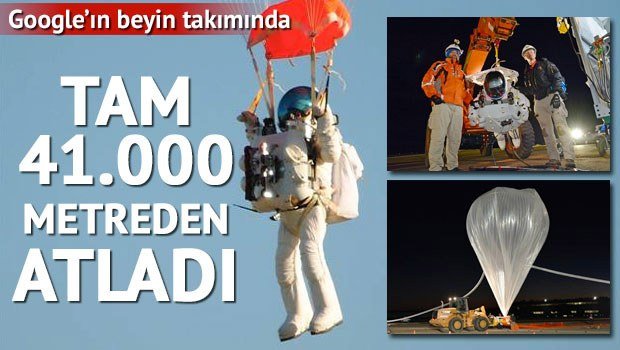 Google'ın beyin takımında
TAM
41.000
METREDEN
ATLADI